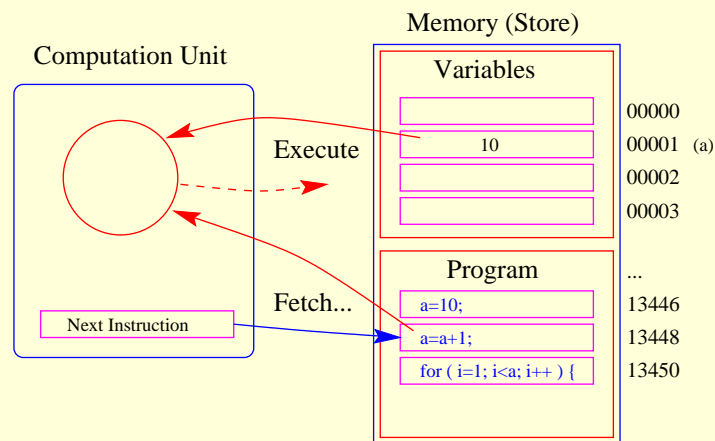 Memory (Store)
Computation Unit
Variables
00000
Execute
10
00001 (a)
00002
00003
Program
...
Fetch...
a=10;
13446
Next Instruction
a=a+1;
13448
for ( i=1; i<a; i++ ) {
13450